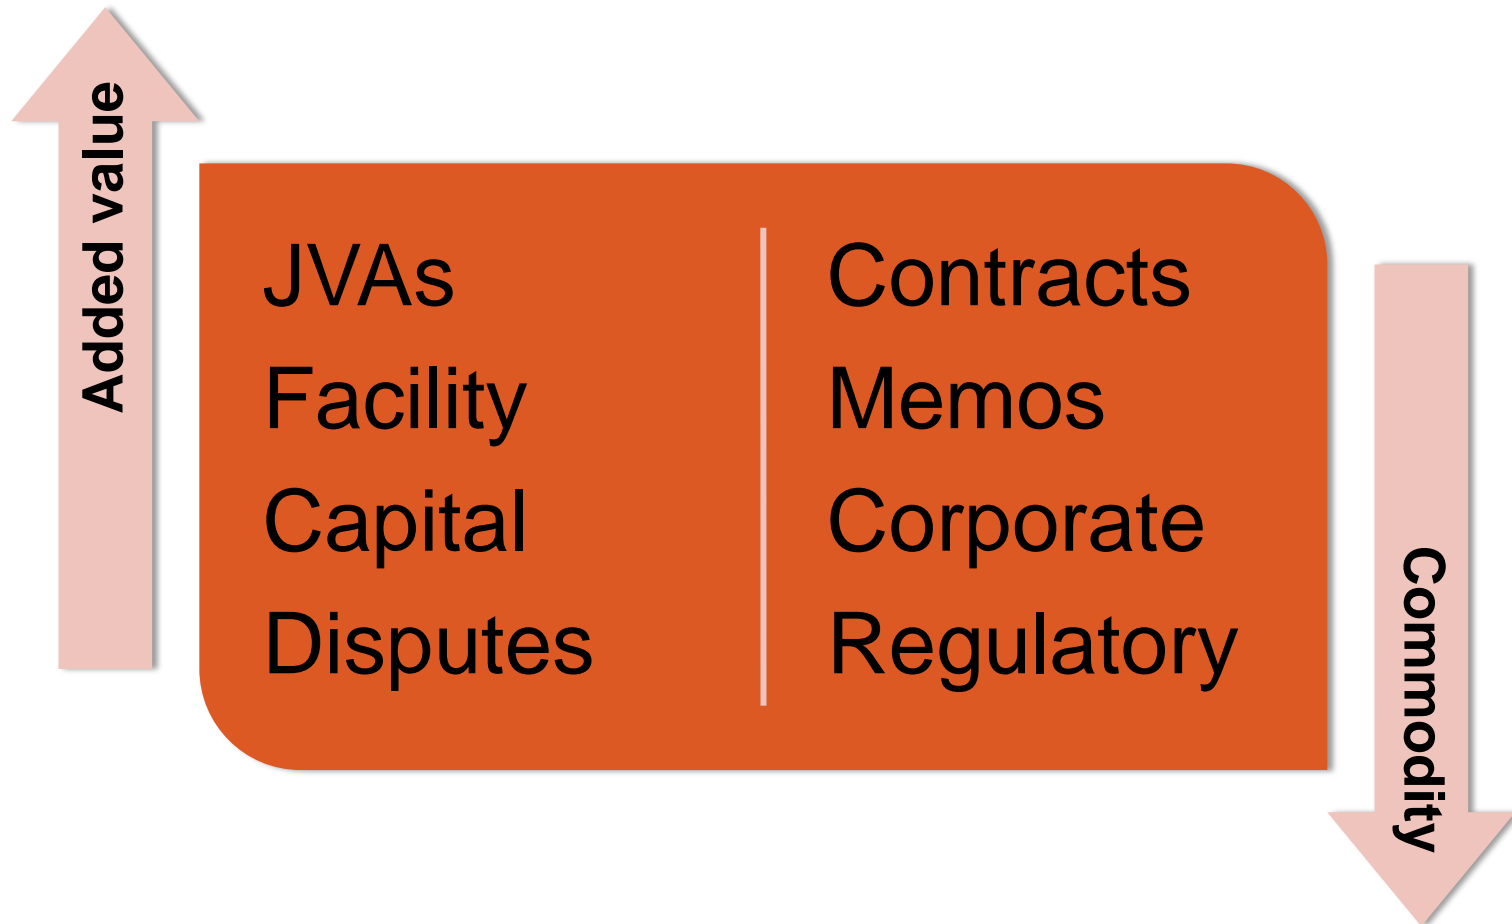 Added value
JVAs
Facility
Capital
Disputes
Contracts
Memos
Corporate
Regulatory
Commodity